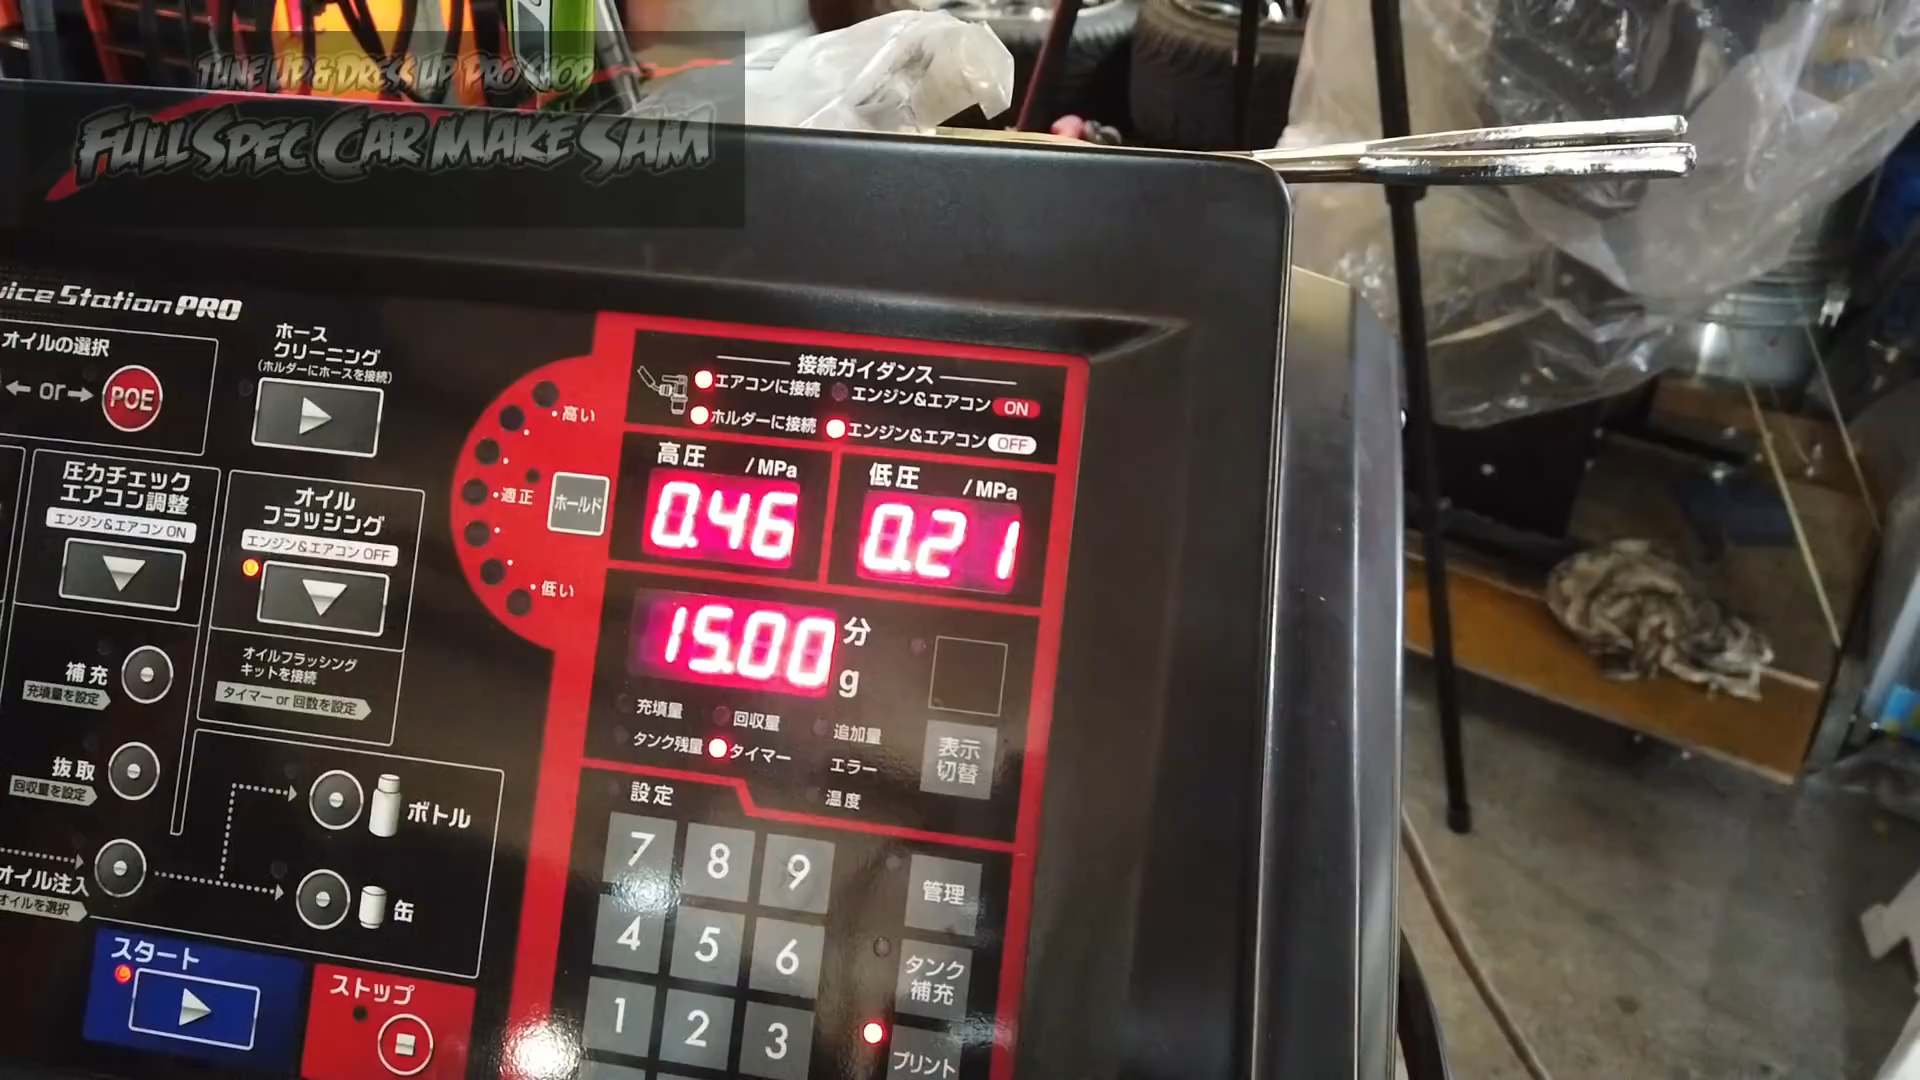 TUNE UP & DRESS UP PRO SHOP
FULL SPEC CAR MAKE SAM
vice Station PRO
オイルの選択
← or →
POE
ホース
クリーニング
(ホルダーにホースを接続)
圧力チェック
エアコン調整
エンジン&エアコン ON
オイル
フラッシング
エンジン&エアコン OFF
オイルフラッシング
キットを接続
タイマー or 回数を設定
補充
充填量を設定
抜取
回収量を設定
オイル注入
オイルを選択
ボトル
缶
スタート
ストップ
高い
適正
低い
ホールド
接続ガイダンス
エアコンに接続
エンジン&エアコン ON
ホルダーに接続
エンジン&エアコン OFF
高圧 /MPa
0.46
低圧 /MPa
0.21
15.00
分
g
充填量
回収量
追加量
タンク残量
タイマー
エラー
温度
表示
切替
設定
7 8 9
4 5 6
1 2 3
管理
タンク
補充
プリント